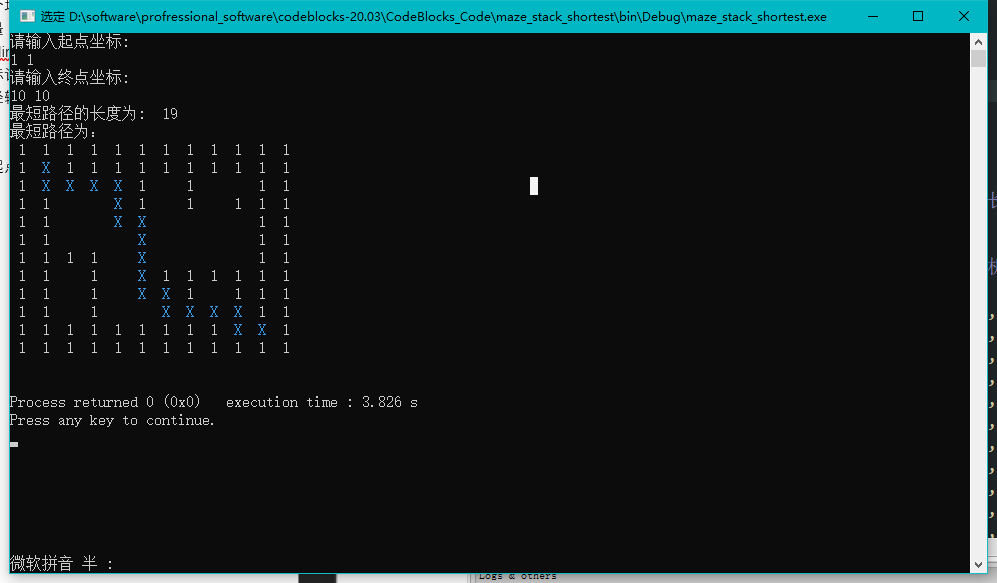 选定 D:\software\profressional_software\codeblocks-20.03\CodeBlocks_Code\maze_stack_shortest\bin\Debug\maze_stack_shortest.exe
请输入起点坐标:
1 1
请输入终点坐标:
10 10
最短路径的长度为:  19
最短路径为:
1 1 1 1 1 1 1 1 1 1 1 1
1 X 1 1 1 1 1 1 1 1 1 1
1 X X X X 1   1     1 1
1 1     X 1   1   1 1 1
1 1     X X         1 1
1 1       X         1 1
1 1 1 1   X         1 1
1 1   1   X 1 1 1 1 1 1
1 1   1   X X 1   1 1 1
1 1   1     X X X X 1 1
1 1 1 1 1 1 1 1 1 X X 1
1 1 1 1 1 1 1 1 1 1 1 1
Process returned 0 (0x0)   execution time : 3.826 s
Press any key to continue.
微软拼音 半 :
Logs & others